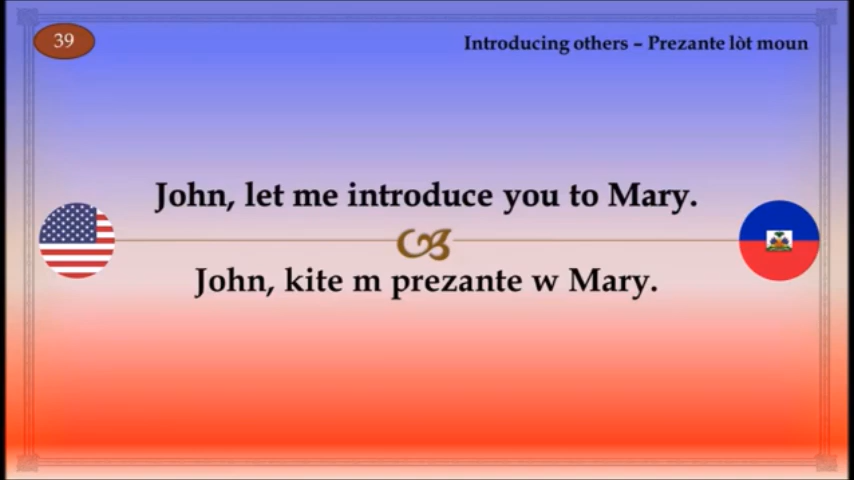 39
Introducing others – Prezante lòt moun
John, let me introduce you to Mary.
John, kite m prezante w Mary.